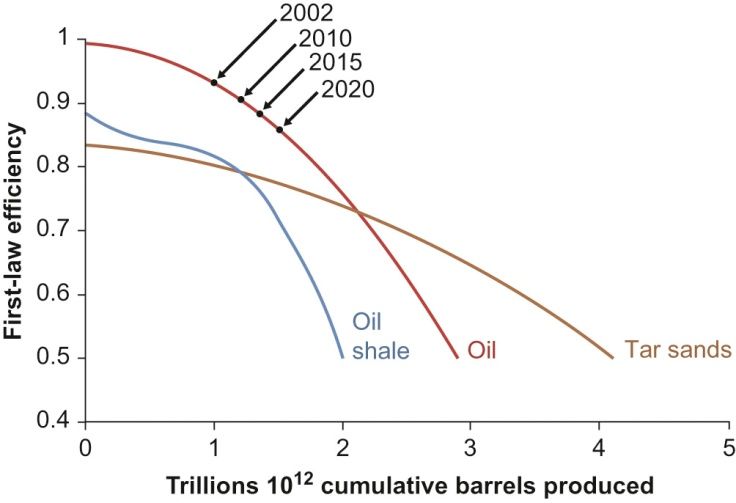 2002
2010
2015
2020
1
0.9
0.8
0.7
0.6
0.5
0.4
First-law efficiency
Oil
shale
Oil
Tar sands
0
1
2
3
4
5
Trillions 10¹² cumulative barrels produced